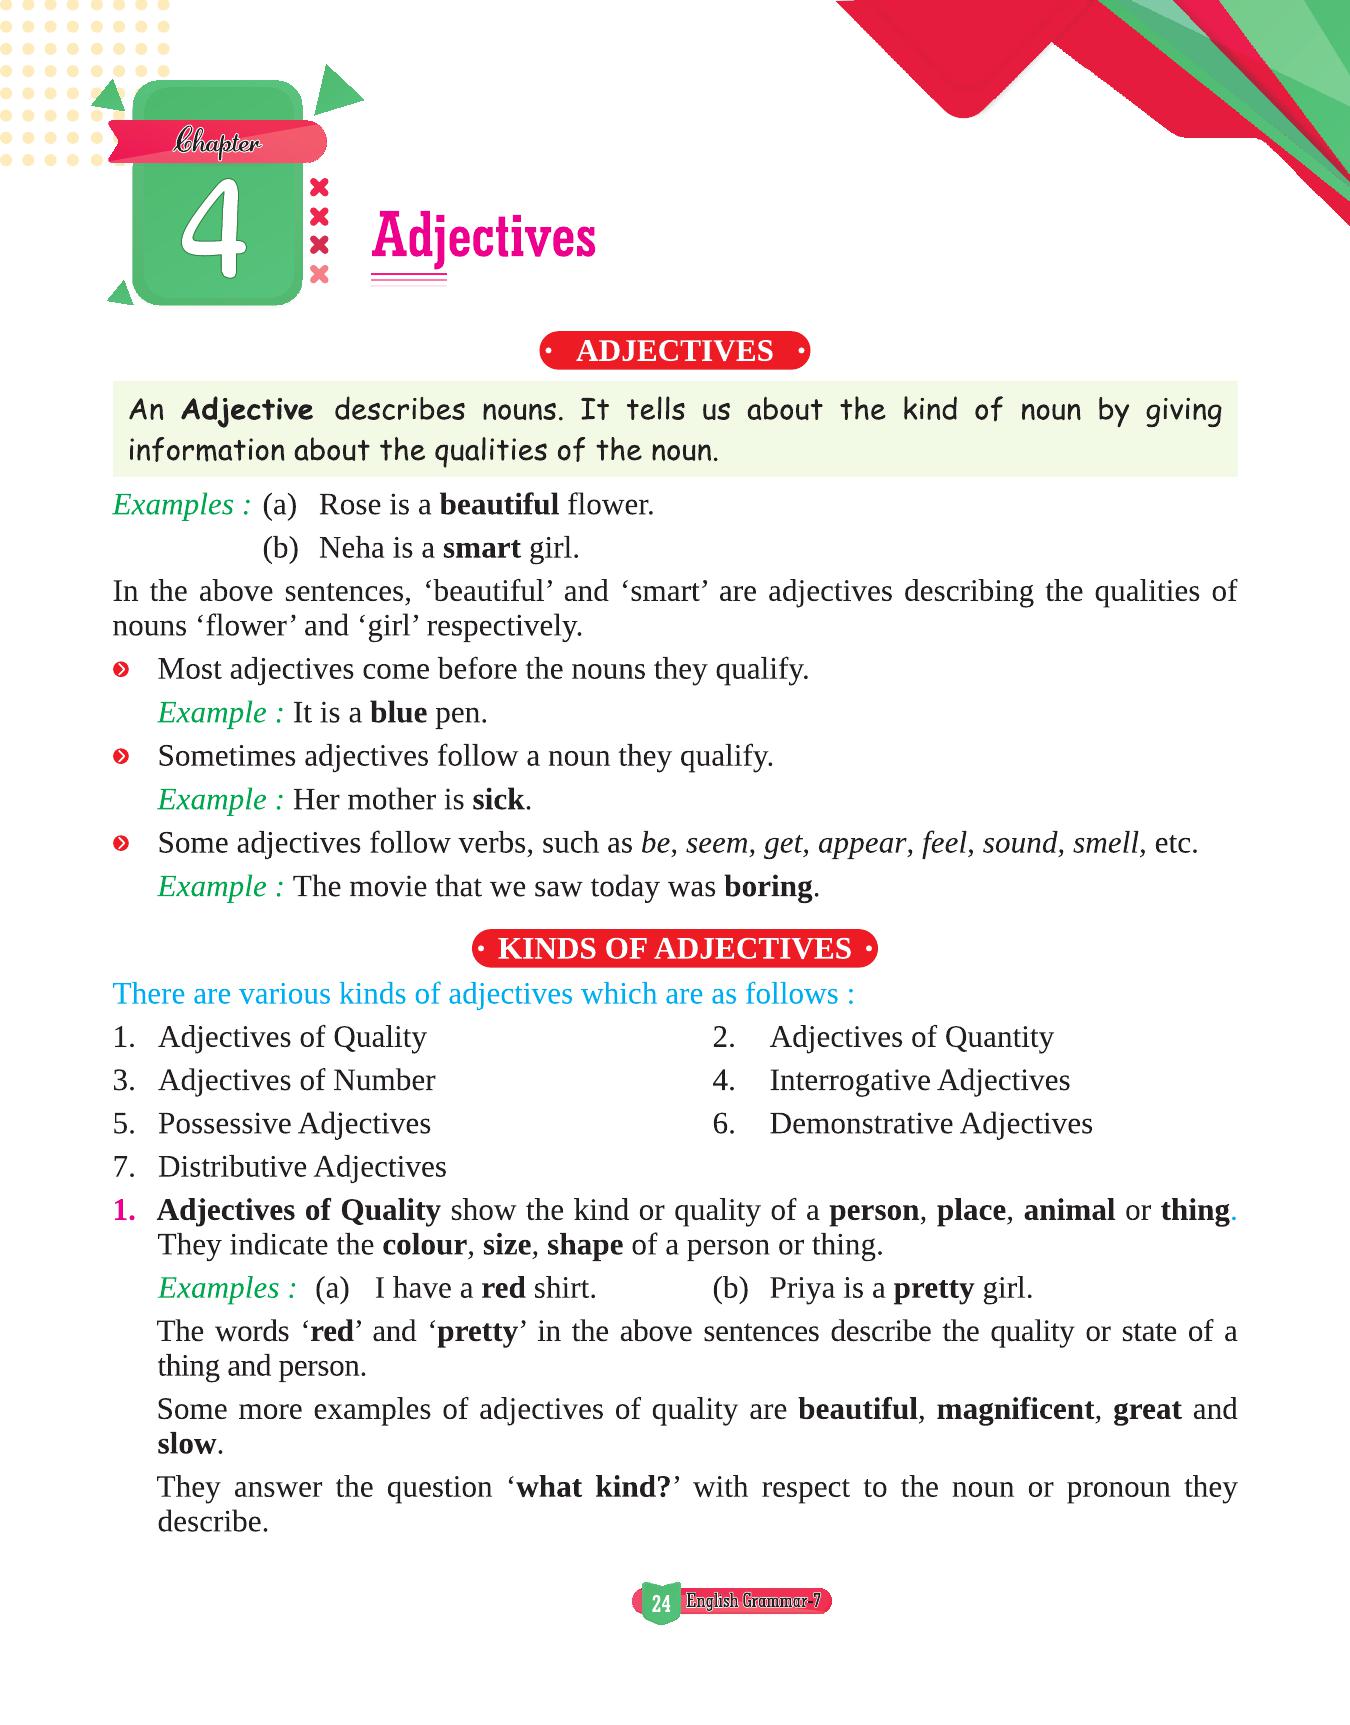 Chapter
4
Adjectives
ADJECTIVES
An Adjective describes nouns. It tells us about the kind of noun by giving
information about the qualities of the noun.
Examples : (a) Rose is a beautiful flower.
(b) Neha is a smart girl.
In the above sentences, ‘beautiful’ and ‘smart’ are adjectives describing the qualities of
nouns ‘flower’ and ‘girl’ respectively.
Most adjectives come before the nouns they qualify.
Example : It is a blue pen.
Sometimes adjectives follow a noun they qualify.
Example : Her mother is sick.
Some adjectives follow verbs, such as be, seem, get, appear, feel, sound, smell, etc.
Example : The movie that we saw today was boring.
KINDS OF ADJECTIVES
There are various kinds of adjectives which are as follows :
1. Adjectives of Quality 2. Adjectives of Quantity
3. Adjectives of Number 4. Interrogative Adjectives
5. Possessive Adjectives 6. Demonstrative Adjectives
7. Distributive Adjectives
1. Adjectives of Quality show the kind or quality of a person, place, animal or thing.
They indicate the colour, size, shape of a person or thing.
Examples : (a) I have a red shirt. (b) Priya is a pretty girl.
The words ‘red’ and ‘pretty’ in the above sentences describe the quality or state of a
thing and person.
Some more examples of adjectives of quality are beautiful, magnificent, great and
slow.
They answer the question ‘what kind?’ with respect to the noun or pronoun they
describe.
24 English Grammar-7